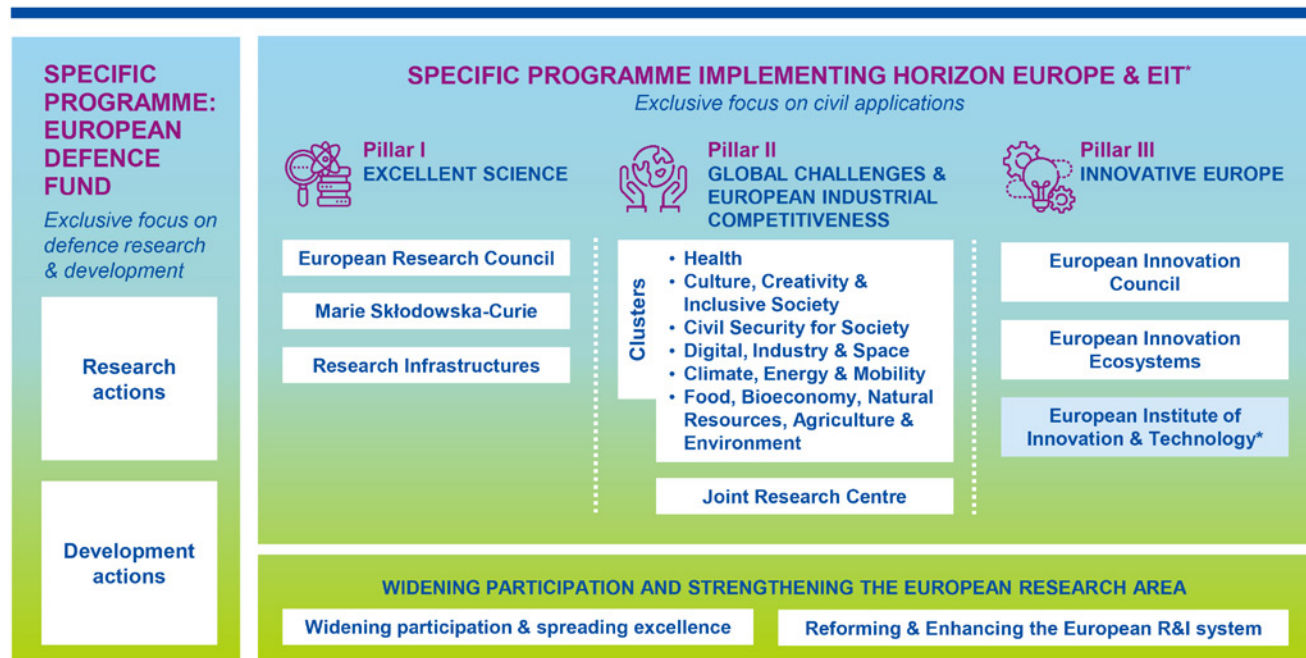 SPECIFIC
PROGRAMME:
EUROPEAN
DEFENCE
FUND
Exclusive focus on
defence research
& development
Research
actions
Development
actions
SPECIFIC PROGRAMME IMPLEMENTING HORIZON EUROPE & EIT*
Exclusive focus on civil applications
Pillar I
EXCELLENT SCIENCE
European Research Council
Marie Skłodowska-Curie
Research Infrastructures
Pillar II
GLOBAL CHALLENGES &
EUROPEAN INDUSTRIAL
COMPETITIVENESS
Clusters
• Health
• Culture, Creativity &
Inclusive Society
• Civil Security for Society
• Digital, Industry & Space
• Climate, Energy & Mobility
• Food, Bioeconomy, Natural
Resources, Agriculture &
Environment
Joint Research Centre
Pillar III
INNOVATIVE EUROPE
European Innovation
Council
European Innovation
Ecosystems
European Institute of
Innovation & Technology*
WIDENING PARTICIPATION AND STRENGTHENING THE EUROPEAN RESEARCH AREA
Widening participation & spreading excellence
Reforming & Enhancing the European R&I system